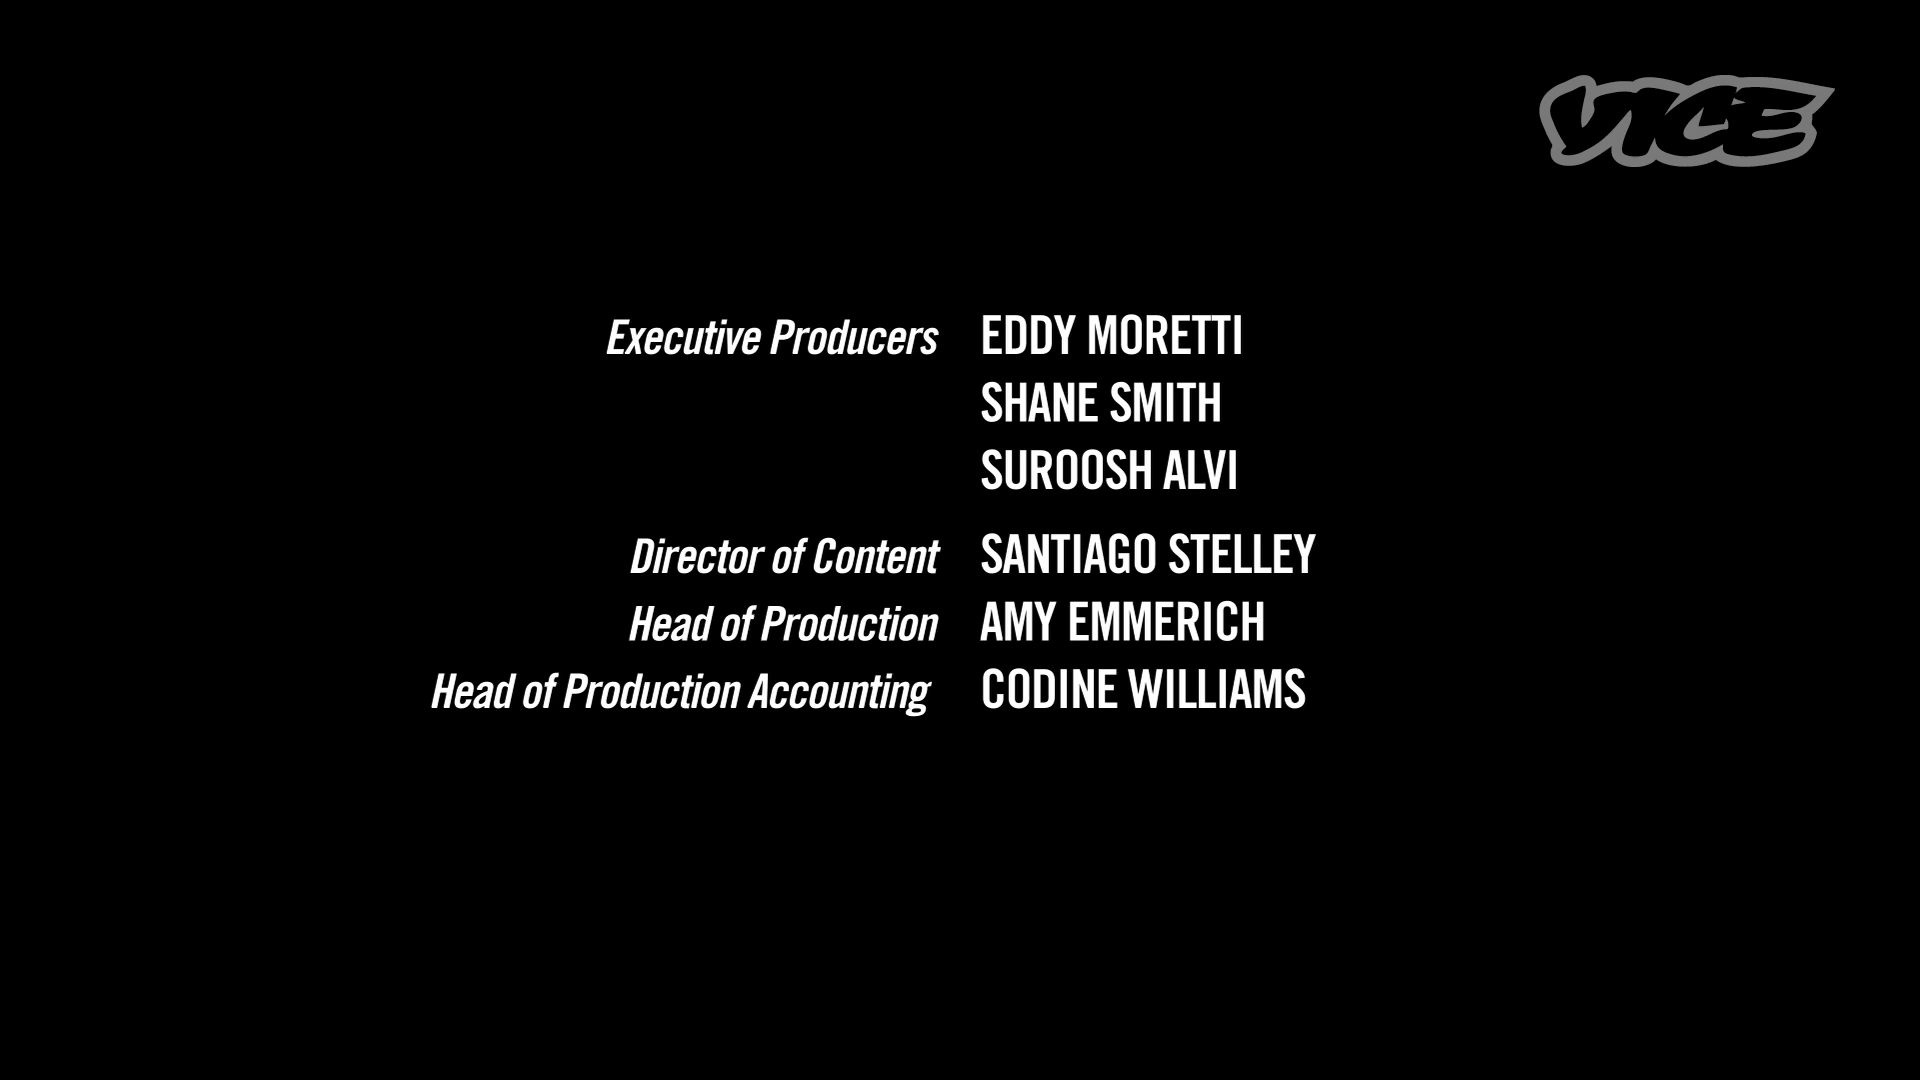 VICE
Executive Producers EDDY MORETTI
SHANE SMITH
SUROOSH ALVI
Director of Content SANTIAGO STELLEY
Head of Production AMY EMMERICH
Head of Production Accounting CODINE WILLIAMS